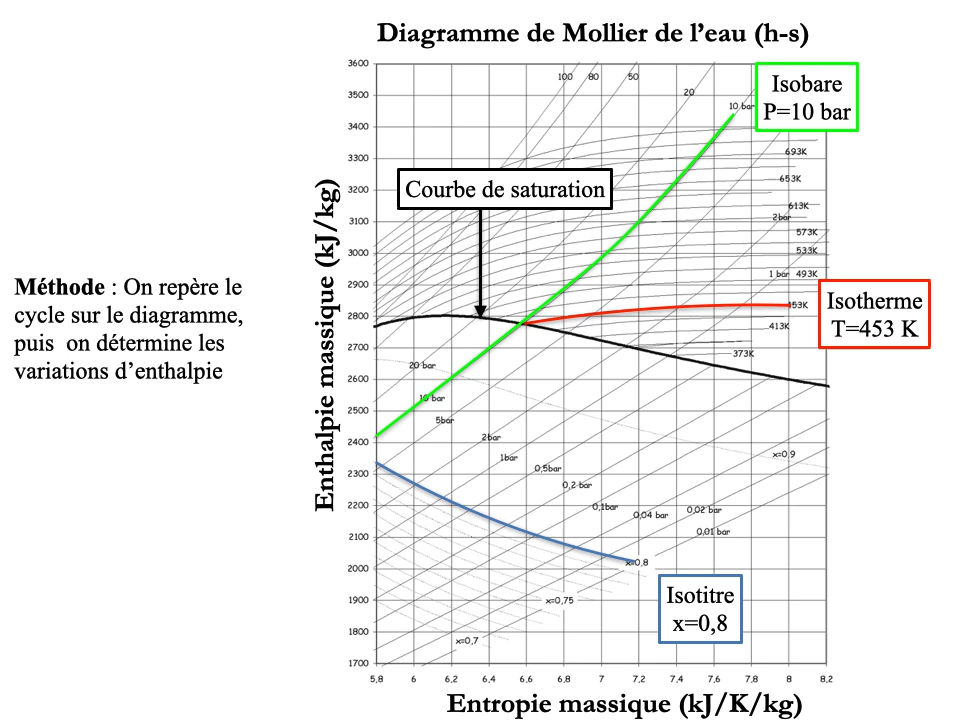 Diagramme de Mollier de l'eau (h-s)
Isobare
P=10 bar
Courbe de saturation
Méthode : On repère le
cycle sur le diagramme,
puis on détermine les
variations d'enthalpie
Isotherme
T=453 K
Isotitre
x=0,8
Enthalpie massique (kJ/kg)
3600
3500
3400
3300
3200
3100
3000
2900
2800
2700
2600
2500
2400
2300
2200
2100
2000
1900
1800
1700
100
80
50
20
10 bar
693K
653K
613K
2bar
573K
533K
1 bar
493K
453K
413K
373K
20 bar
10 bar
5bar
2bar
1bar
0,5bar
0,2 bar
0,1bar
0,04 bar
0,02 bar
0,01 bar
x=0,9
x=0,8
x=0,75
x=0,7
5,8
6
6,2
6,4
6,6
6,8
7
7,2
7,4
7,6
7,8
8
8,2
Entropie massique (kJ/K/kg)